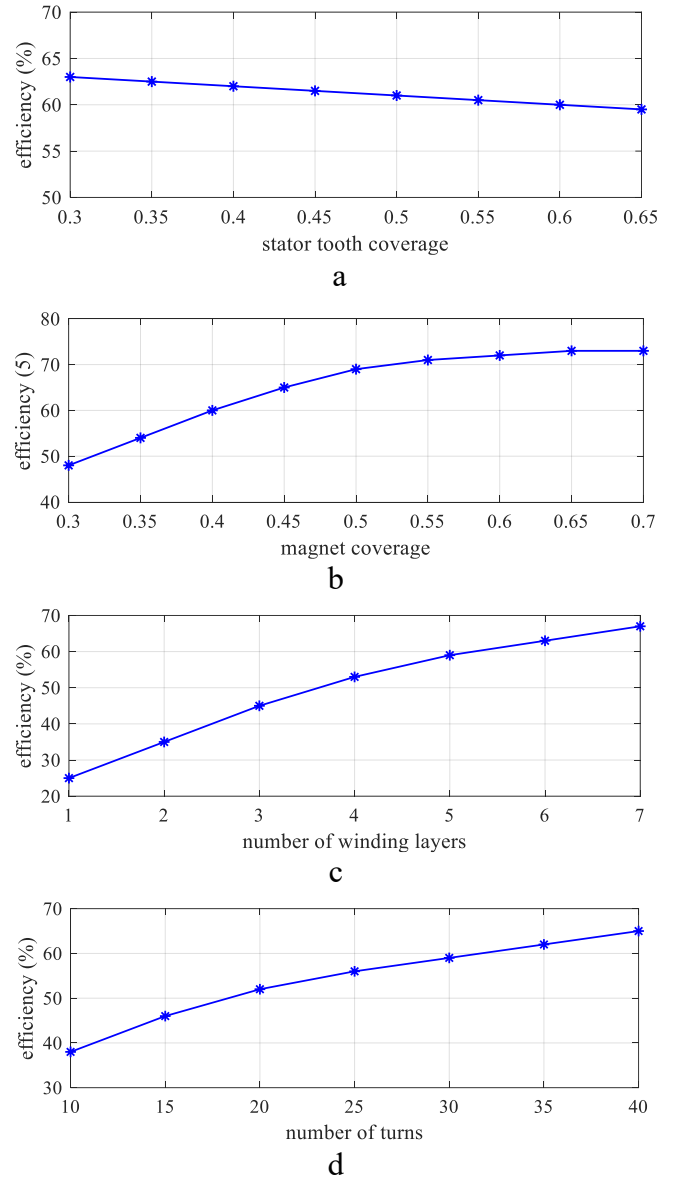 efficiency (%)
70
65
60
55
50
0.3 0.35 0.4 0.45 0.5 0.55 0.6 0.65
stator tooth coverage
a
efficiency (5)
80
70
60
50
40
0.3 0.35 0.4 0.45 0.5 0.55 0.6 0.65 0.7
magnet coverage
b
efficiency (%)
70
60
50
40
30
20
1 2 3 4 5 6 7
number of winding layers
c
efficiency (%)
70
60
50
40
30
10 15 20 25 30 35 40
number of turns
d